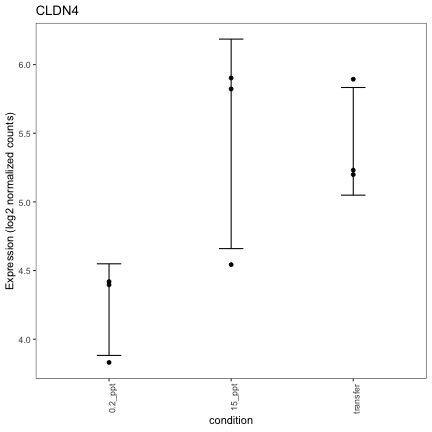 CLDN4
Expression (log2 normalized counts)
6.0
5.5
5.0
4.5
4.0
0.2_ppt
15_ppt
transfer
condition